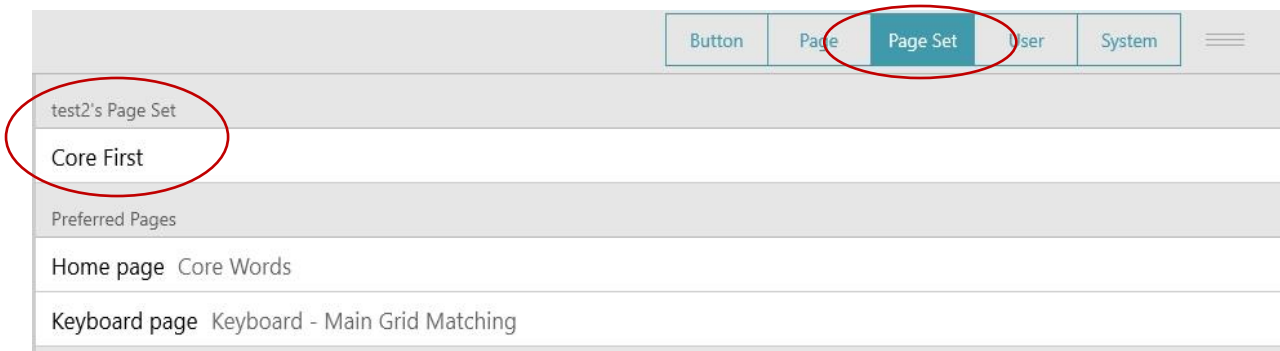 Button Page Page Set User System
test2's Page Set
Core First
Preferred Pages
Home page Core Words
Keyboard page Keyboard - Main Grid Matching